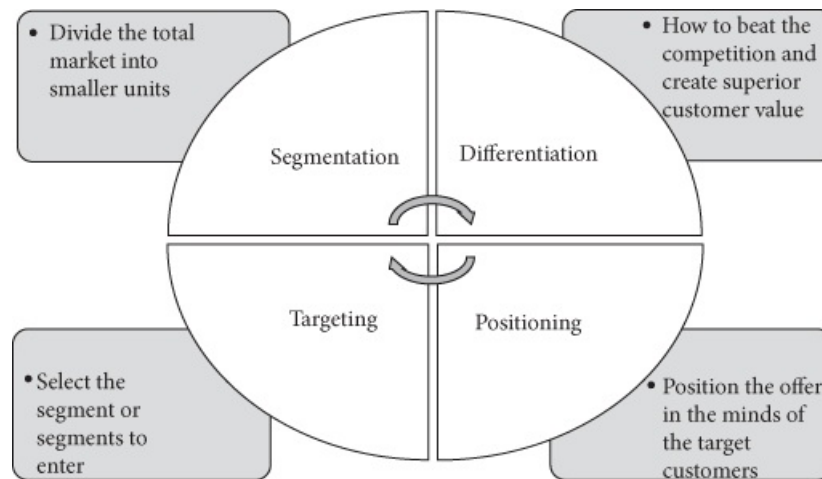 • Divide the total
market into
smaller units
• How to beat the
competition and
create superior
customer value
Segmentation
Differentiation
Targeting
Positioning
• Select the
segment or
segments to
enter
• Position the offer
in the minds of
the target
customers